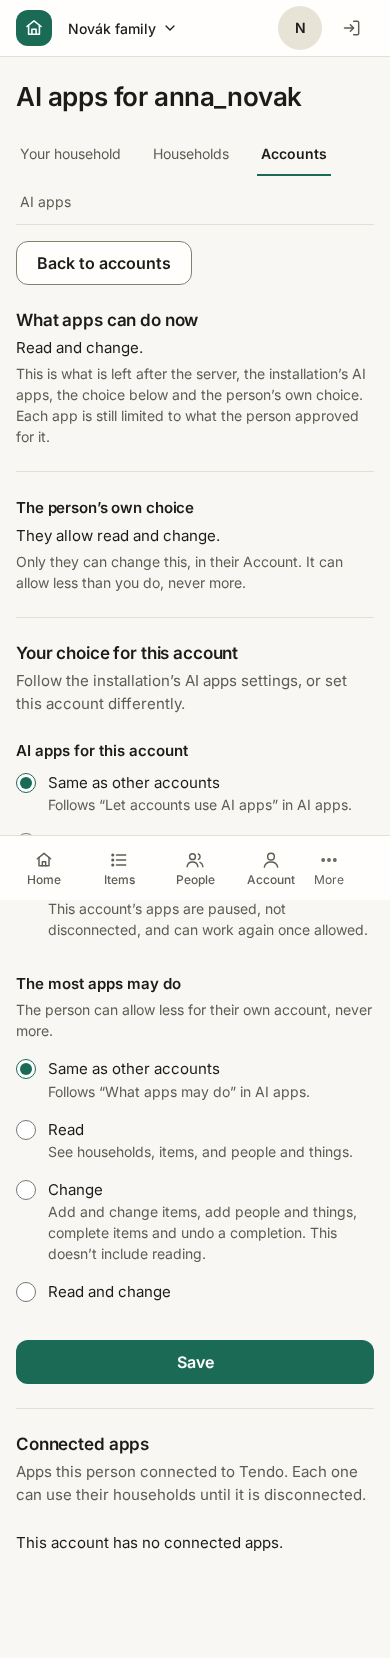 Novák family
N
AI apps for anna_novak
Your household
Households
Accounts
AI apps
Back to accounts
What apps can do now
Read and change.
This is what is left after the server, the installation’s AI
apps, the choice below and the person’s own choice.
Each app is still limited to what the person approved
for it.
The person’s own choice
They allow read and change.
Only they can change this, in their Account. It can
allow less than you do, never more.
Your choice for this account
Follow the installation’s AI apps settings, or set
this account differently.
AI apps for this account
Same as other accounts
Follows “Let accounts use AI apps” in AI apps.
Home
Items
People
Account
More
This account’s apps are paused, not
disconnected, and can work again once allowed.
The most apps may do
The person can allow less for their own account, never
more.
Same as other accounts
Follows “What apps may do” in AI apps.
Read
See households, items, and people and things.
Change
Add and change items, add people and things,
complete items and undo a completion. This
doesn’t include reading.
Read and change
Save
Connected apps
Apps this person connected to Tendo. Each one
can use their households until it is disconnected.
This account has no connected apps.